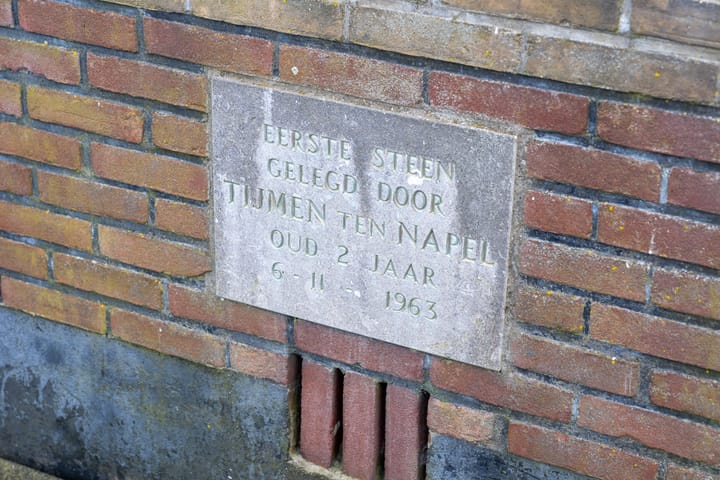 EERSTE STEEN
GELEGD DOOR
TIJMEN TEN NAPEL
OUD 2 JAAR
6 - 11 - 1963